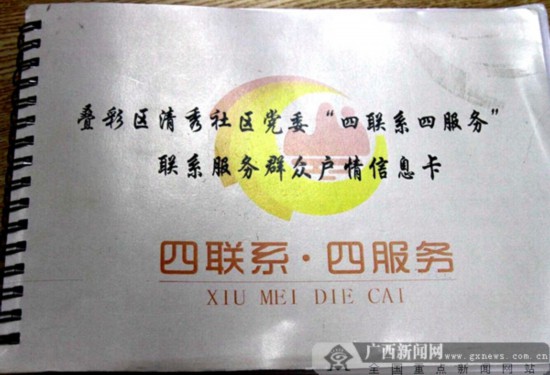 叠彩区清秀社区党委“四联系四服务”
联系服务群众户情信息卡
四联系·四服务
XIU MEI DIE CAI
广西新闻网
www.gxnews.com.cn
全国重点新闻网站